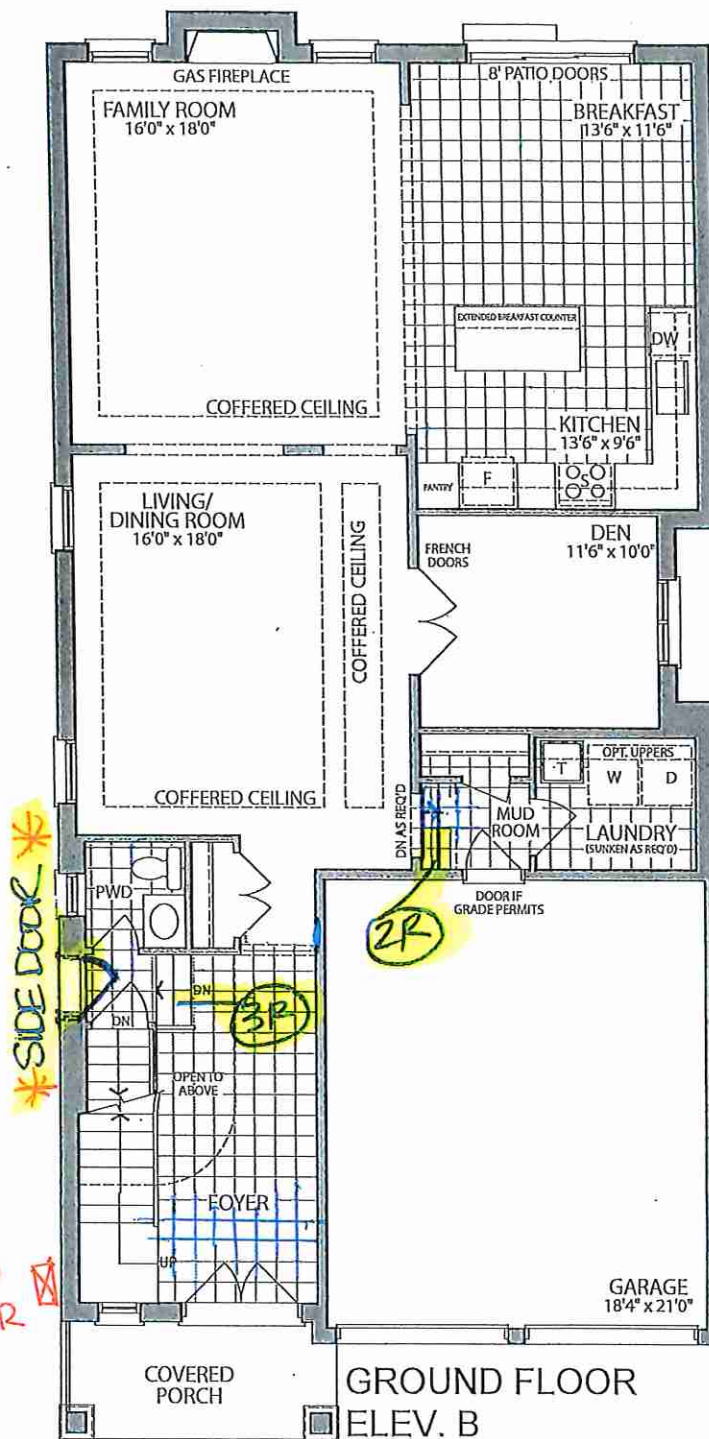 GAS FIREPLACE
8' PATIO DOORS
FAMILY ROOM
16'0" x 18'0"
BREAKFAST
13'6" x 11'6"
EXTENDED BREAKFAST COUNTER
DW
COFFERED CEILING
KITCHEN
13'6" x 9'6"
PANTRY
F
S
LIVING/
DINING ROOM
16'0" x 18'0"
COFFERED CEILING
FRENCH
DOORS
DEN
11'6" x 10'0"
COFFERED CEILING
DN AS REQ'D
OPT. UPPERS
T
W
D
MUD
ROOM
LAUNDRY
(SUNKEN AS REQ'D)
DOOR IF
GRADE PERMITS
2R
PWD
* SIDE DOOR *
DN
3R
DN
OPEN TO
ABOVE
FOYER
UP
R
GARAGE
18'4" x 21'0"
COVERED
PORCH
GROUND FLOOR
ELEV. B